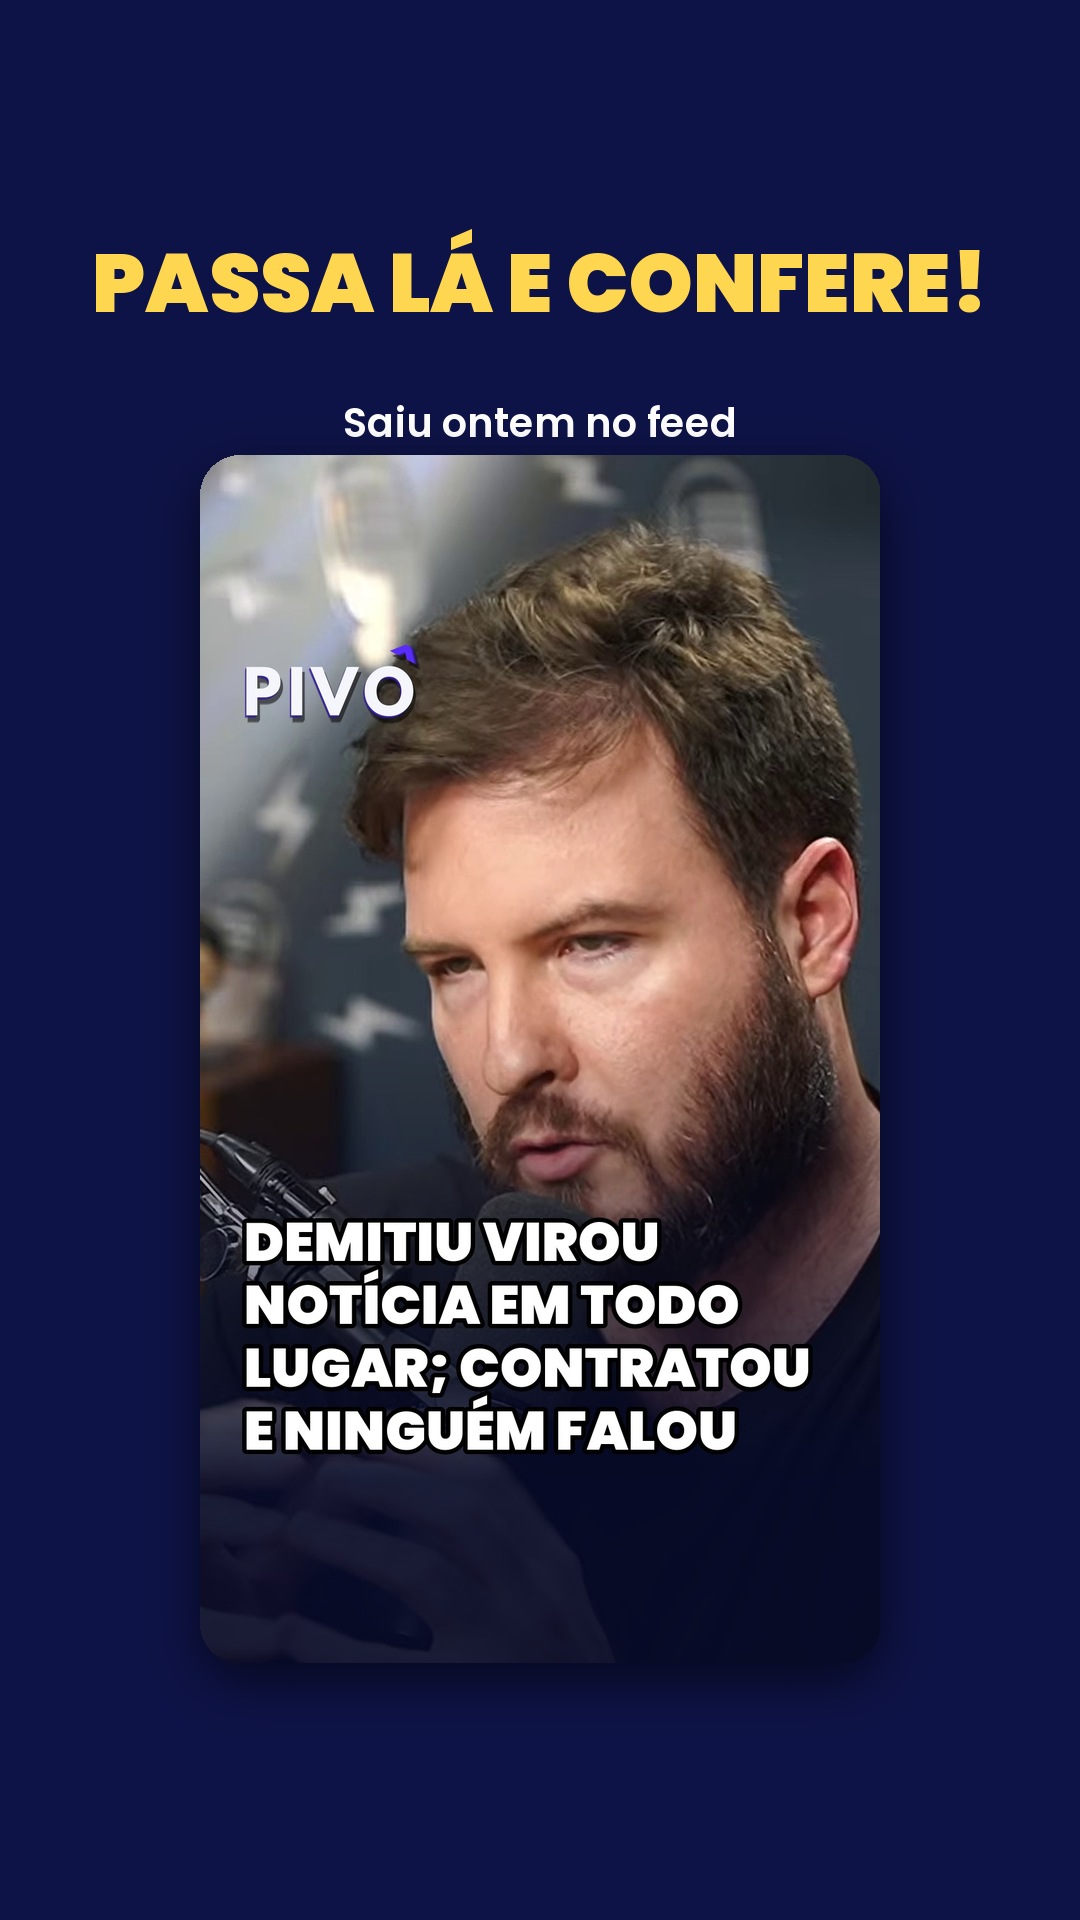 PASSA LÁ E CONFERE!
Saiu ontem no feed
PIVÔ
DEMITIU VIROU
NOTÍCIA EM TODO
LUGAR; CONTRATOU
E NINGUÉM FALOU